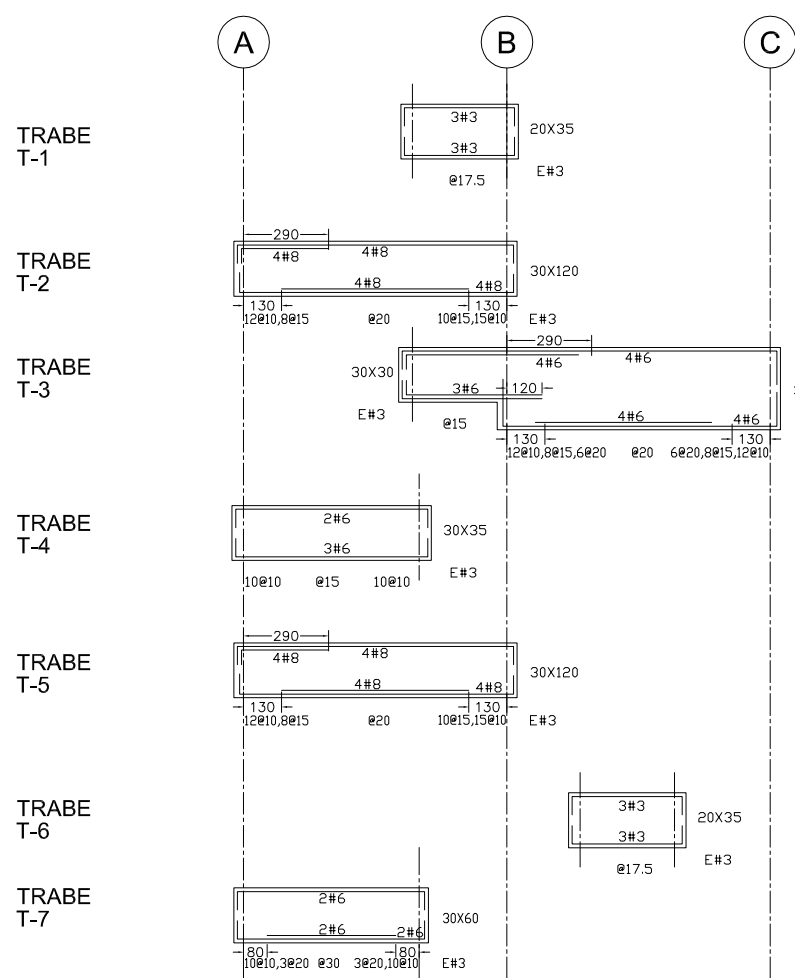 A B C
TRABE
T-1
3#3
3#3
20X35
E#3
@17.5
TRABE
T-2
290
4#8
4#8
4#8
4#8
30X120
130
130
12@10,8@15
@20
10@15,15@10
E#3
TRABE
T-3
290
30X30
4#6
4#6
3#6
120
E#3
@15
4#6
4#6
130
130
12@10,8@15,6@20
@20
6@20,8@15,12@10
TRABE
T-4
2#6
3#6
30X35
E#3
10@10
@15
10@10
TRABE
T-5
290
4#8
4#8
4#8
4#8
30X120
130
130
12@10,8@15
@20
10@15,15@10
E#3
TRABE
T-6
3#3
3#3
20X35
E#3
@17.5
TRABE
T-7
2#6
2#6
2#6
30X60
80
80
10@10,3@20
@30
3@20,10@10
E#3